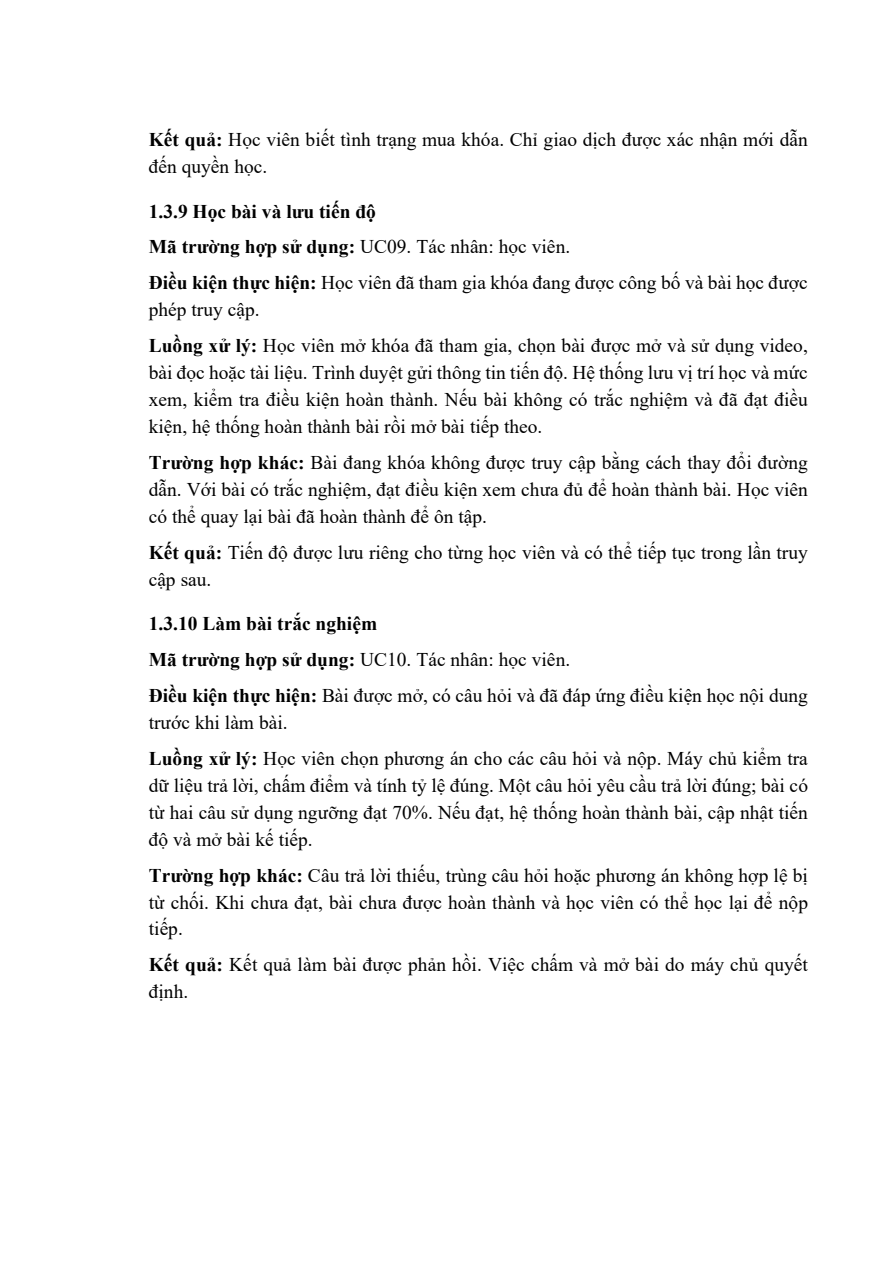 Kết quả: Học viên biết tình trạng mua khóa. Chỉ giao dịch được xác nhận mới dẫn
đến quyền học.
1.3.9 Học bài và lưu tiến độ
Mã trường hợp sử dụng: UC09. Tác nhân: học viên.
Điều kiện thực hiện: Học viên đã tham gia khóa đang được công bố và bài học được
phép truy cập.
Luồng xử lý: Học viên mở khóa đã tham gia, chọn bài được mở và sử dụng video,
bài đọc hoặc tài liệu. Trình duyệt gửi thông tin tiến độ. Hệ thống lưu vị trí học và mức
xem, kiểm tra điều kiện hoàn thành. Nếu bài không có trắc nghiệm và đã đạt điều
kiện, hệ thống hoàn thành bài rồi mở bài tiếp theo.
Trường hợp khác: Bài đang khóa không được truy cập bằng cách thay đổi đường
dẫn. Với bài có trắc nghiệm, đạt điều kiện xem chưa đủ để hoàn thành bài. Học viên
có thể quay lại bài đã hoàn thành để ôn tập.
Kết quả: Tiến độ được lưu riêng cho từng học viên và có thể tiếp tục trong lần truy
cập sau.
1.3.10 Làm bài trắc nghiệm
Mã trường hợp sử dụng: UC10. Tác nhân: học viên.
Điều kiện thực hiện: Bài được mở, có câu hỏi và đã đáp ứng điều kiện học nội dung
trước khi làm bài.
Luồng xử lý: Học viên chọn phương án cho các câu hỏi và nộp. Máy chủ kiểm tra
dữ liệu trả lời, chấm điểm và tính tỷ lệ đúng. Một câu hỏi yêu cầu trả lời đúng; bài có
từ hai câu sử dụng ngưỡng đạt 70%. Nếu đạt, hệ thống hoàn thành bài, cập nhật tiến
độ và mở bài kế tiếp.
Trường hợp khác: Câu trả lời thiếu, trùng câu hỏi hoặc phương án không hợp lệ bị
từ chối. Khi chưa đạt, bài chưa được hoàn thành và học viên có thể học lại để nộp
tiếp.
Kết quả: Kết quả làm bài được phản hồi. Việc chấm và mở bài do máy chủ quyết
định.